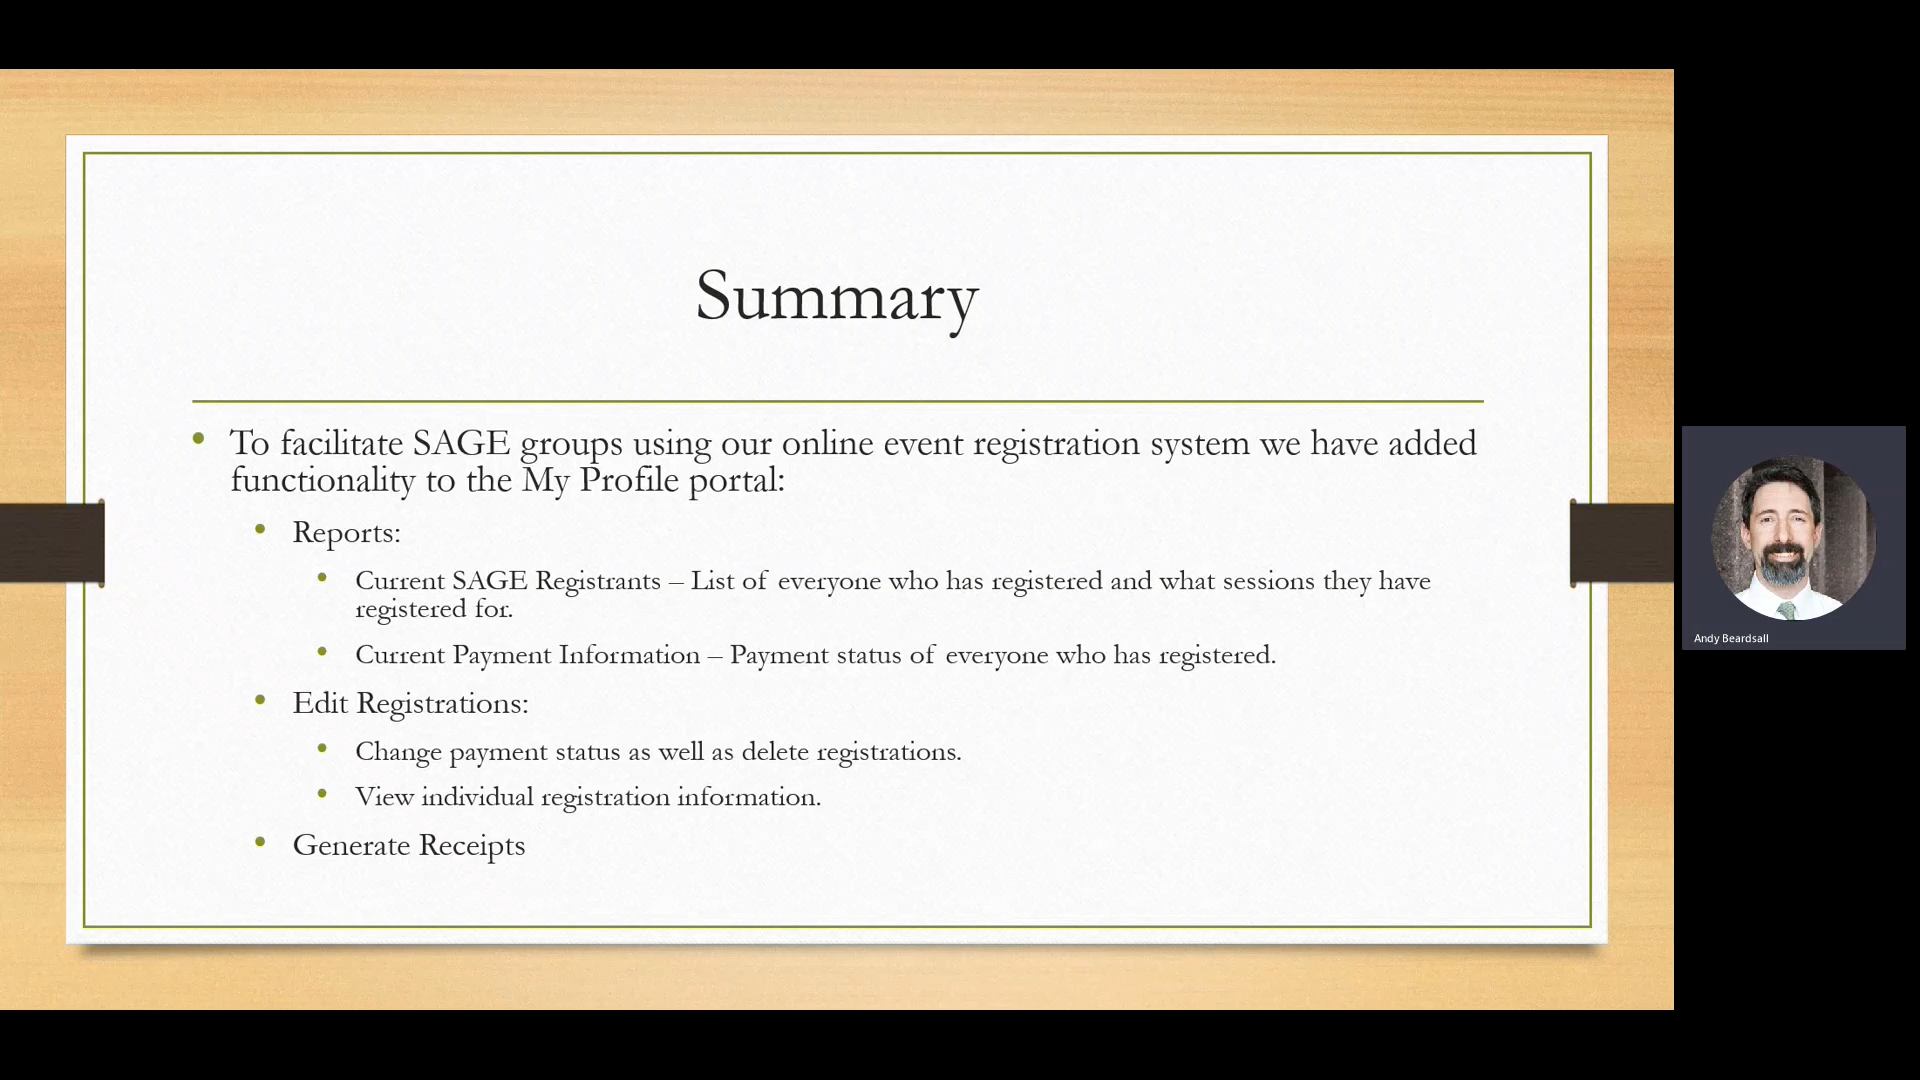 Summary
• To facilitate SAGE groups using our online event registration system we have added
functionality to the My Profile portal:
• Reports:
• Current SAGE Registrants – List of everyone who has registered and what sessions they have
registered for.
• Current Payment Information – Payment status of everyone who has registered.
• Edit Registrations:
• Change payment status as well as delete registrations.
• View individual registration information.
• Generate Receipts
Andy Beardsall